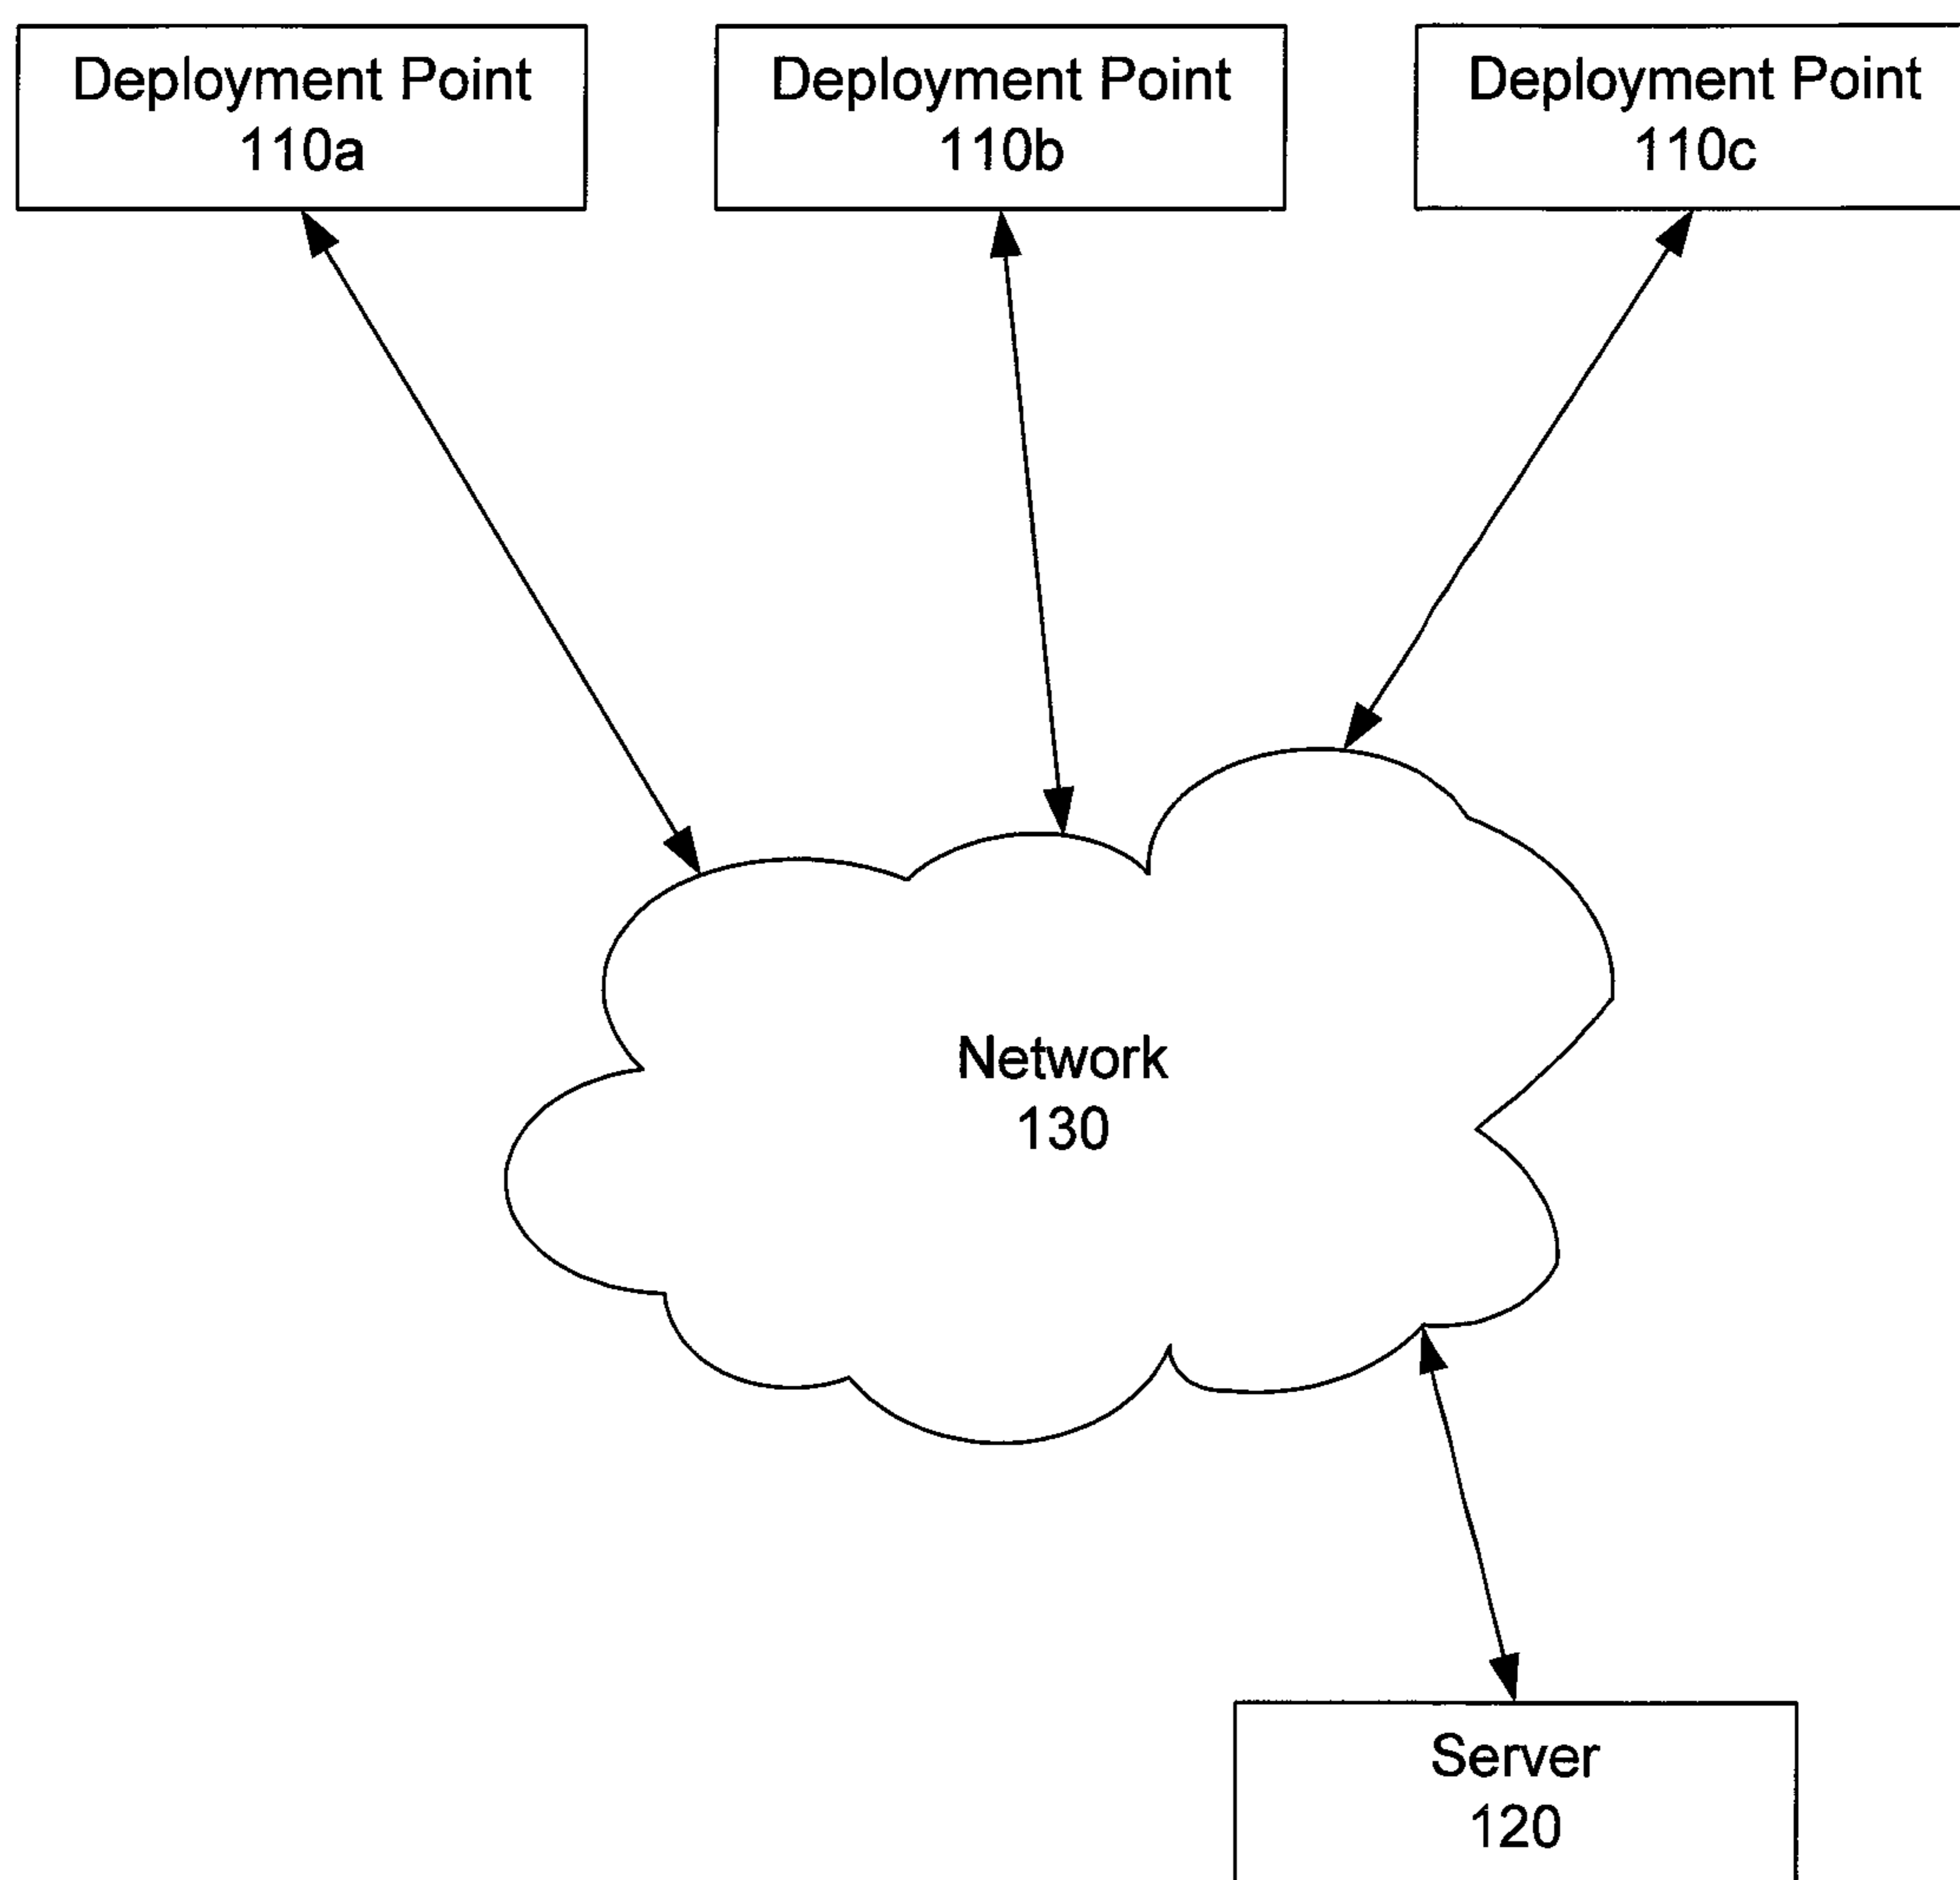 Deployment Point
110a
Deployment Point
110b
Deployment Point
110c
Network
130
Server
120